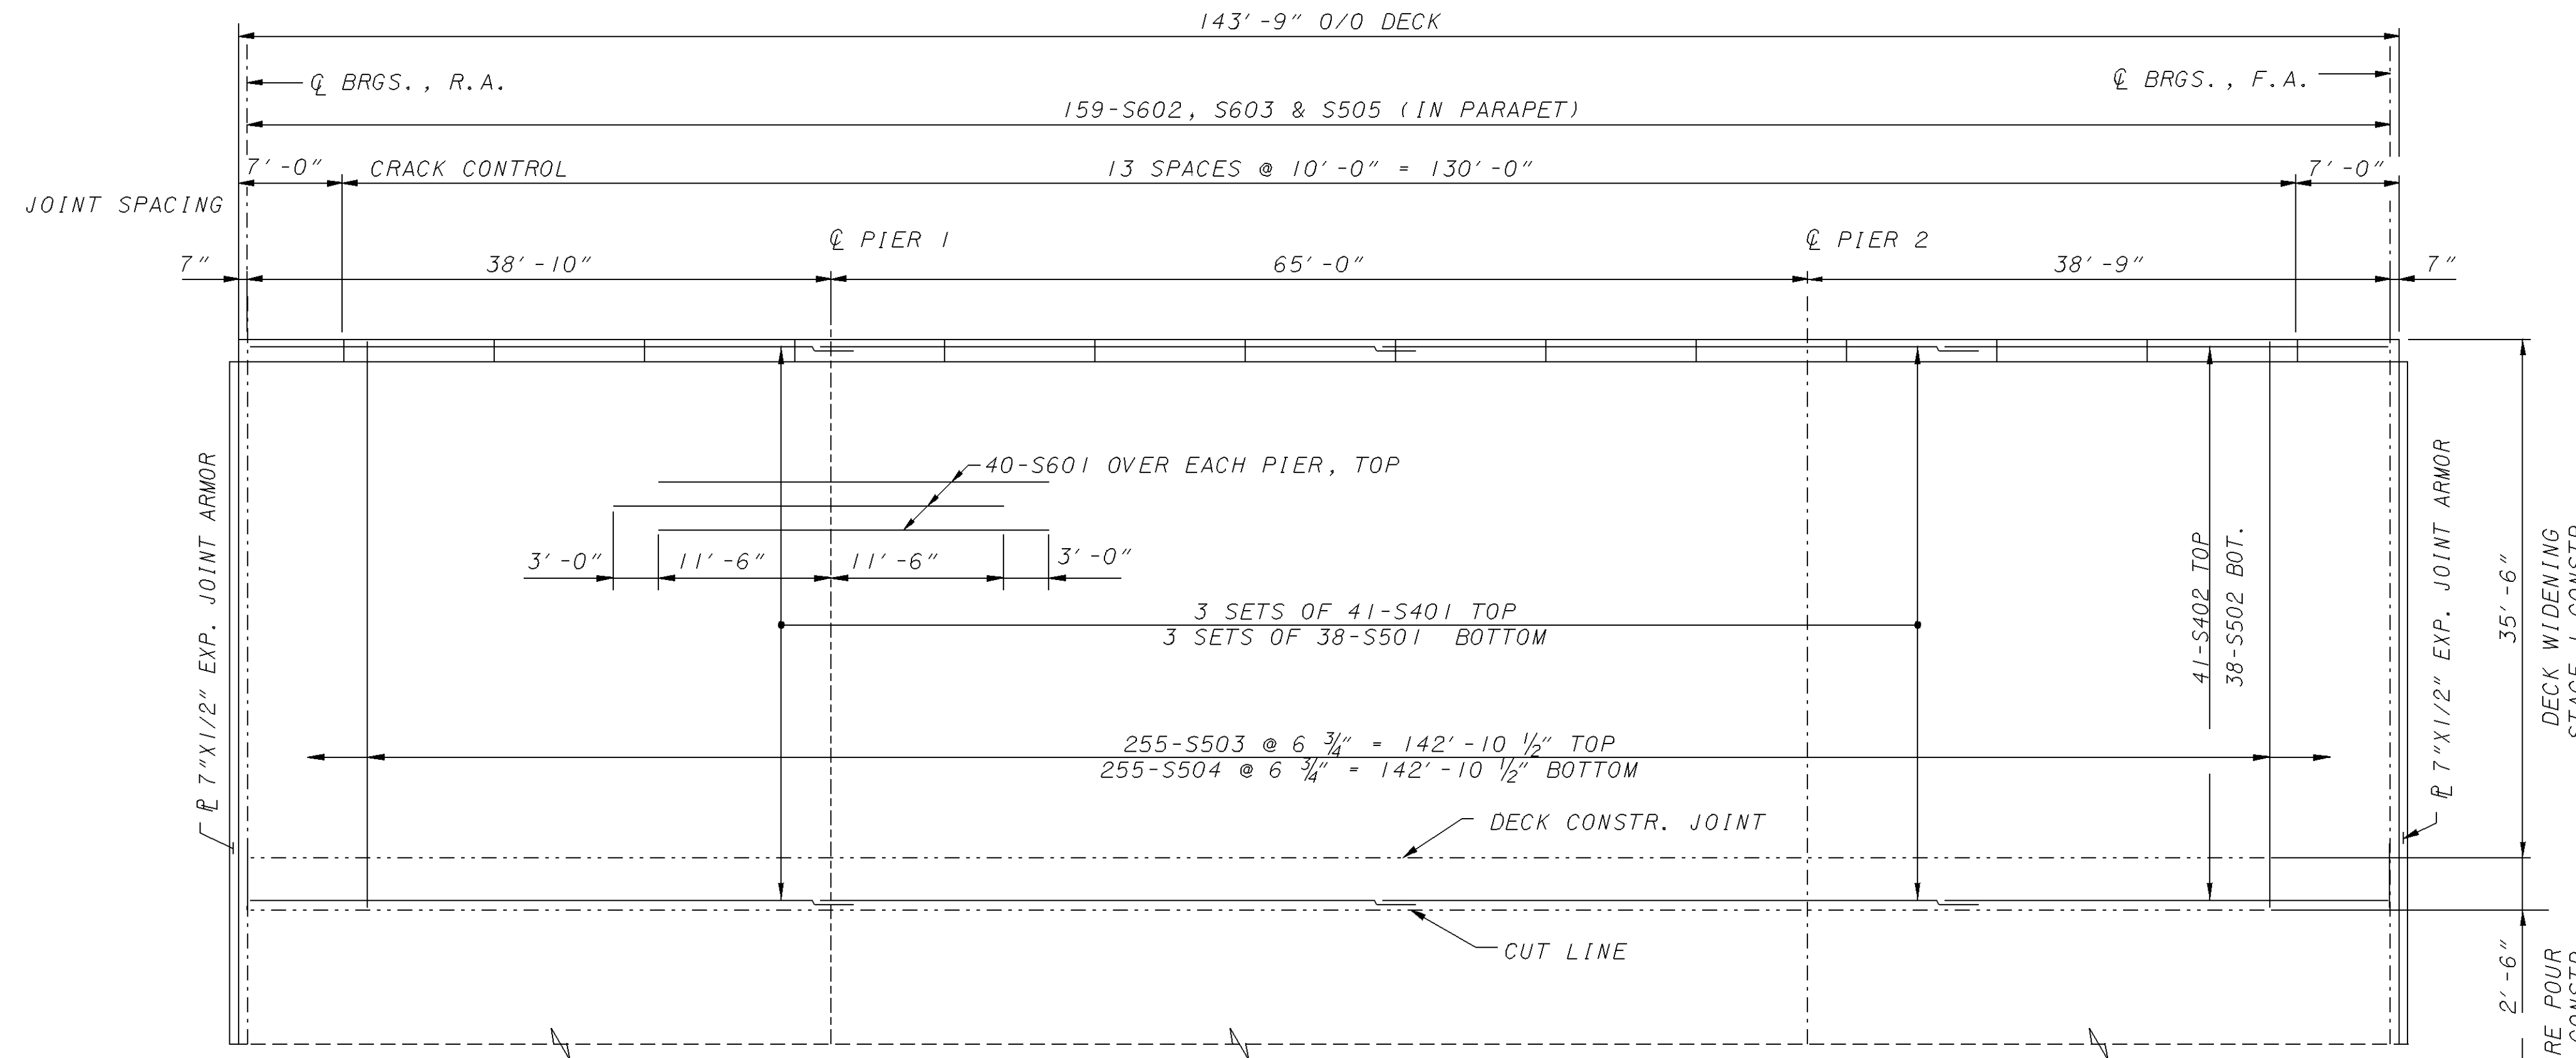 143'-9" O/O DECK
℄ BRGS., R.A.
℄ BRGS., F.A.
159-S602, S603 & S505 (IN PARAPET)
7'-0"
CRACK CONTROL
13 SPACES @ 10'-0" = 130'-0"
7'-0"
JOINT SPACING
℄ PIER 1
℄ PIER 2
7"
38'-10"
65'-0"
38'-9"
7"
40-S601 OVER EACH PIER, TOP
3'-0"
11'-6"
11'-6"
3'-0"
3 SETS OF 41-S401 TOP
3 SETS OF 38-S501 BOTTOM
41-S402 TOP
38-S502 BOT.
255-S503 @ 6 3/4" = 142'-10 1/2" TOP
255-S504 @ 6 3/4" = 142'-10 1/2" BOTTOM
DECK CONSTR. JOINT
CUT LINE
℄ 7"X1/2" EXP. JOINT ARMOR
℄ 7"X1/2" EXP. JOINT ARMOR
35'-6"
DECK WIDENING
2'-6"
RE POUR